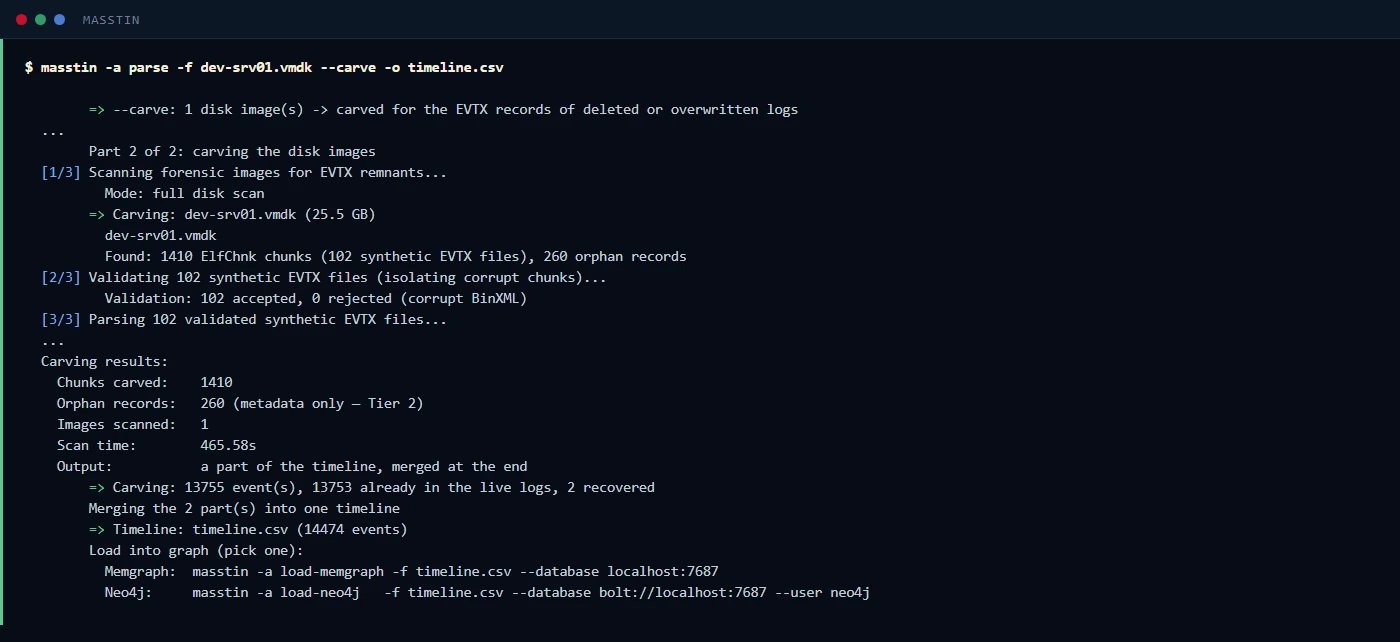 MASSTIN
$ masstin -a parse -f dev-srv01.vmdk --carve -o timeline.csv
=> --carve: 1 disk image(s) -> carved for the EVTX records of deleted or overwritten logs
...
Part 2 of 2: carving the disk images
[1/3] Scanning forensic images for EVTX remnants...
Mode: full disk scan
=> Carving: dev-srv01.vmdk (25.5 GB)
dev-srv01.vmdk
Found: 1410 ElfChnk chunks (102 synthetic EVTX files), 260 orphan records
[2/3] Validating 102 synthetic EVTX files (isolating corrupt chunks)...
Validation: 102 accepted, 0 rejected (corrupt BinXML)
[3/3] Parsing 102 validated synthetic EVTX files...
...
Carving results:
Chunks carved: 1410
Orphan records: 260 (metadata only — Tier 2)
Images scanned: 1
Scan time: 465.58s
Output: a part of the timeline, merged at the end
=> Carving: 13755 event(s), 13753 already in the live logs, 2 recovered
Merging the 2 part(s) into one timeline
=> Timeline: timeline.csv (14474 events)
Load into graph (pick one):
Memgraph: masstin -a load-memgraph -f timeline.csv --database localhost:7687
Neo4j: masstin -a load-neo4j -f timeline.csv --database bolt://localhost:7687 --user neo4j